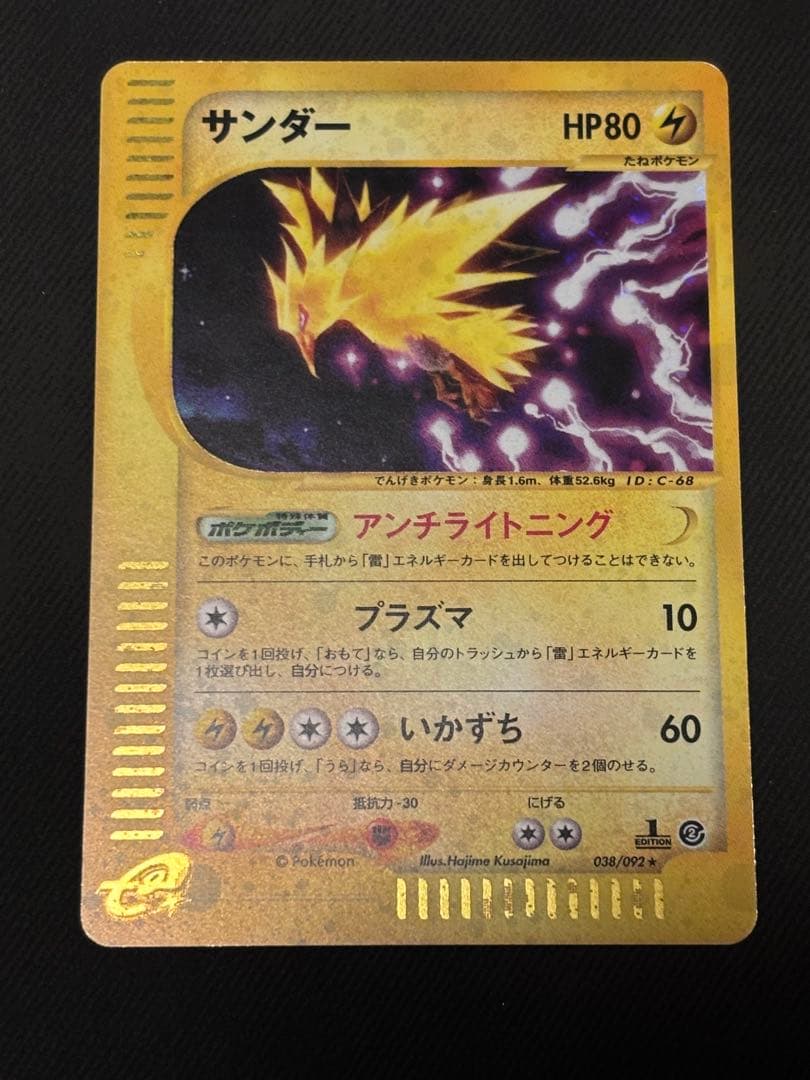 サンダー HP80
たねポケモン
でんげきポケモン：身長1.6m、体重52.6kg ID：C-68
特殊体質
ポケボディー アンチライトニング
このポケモンに、手札から「雷」エネルギーカードを出してつけることはできない。
プラズマ 10
コインを1回投げ、「おもて」なら、自分のトラッシュから「雷」エネルギーカードを
1枚選び出し、自分につける。
いかずち 60
コインを1回投げ、「うら」なら、自分にダメージカウンターを2個のせる。
弱点 抵抗力-30 にげる
1 EDITION 2
© Pokémon Illus.Hajime Kusajima 038/092★